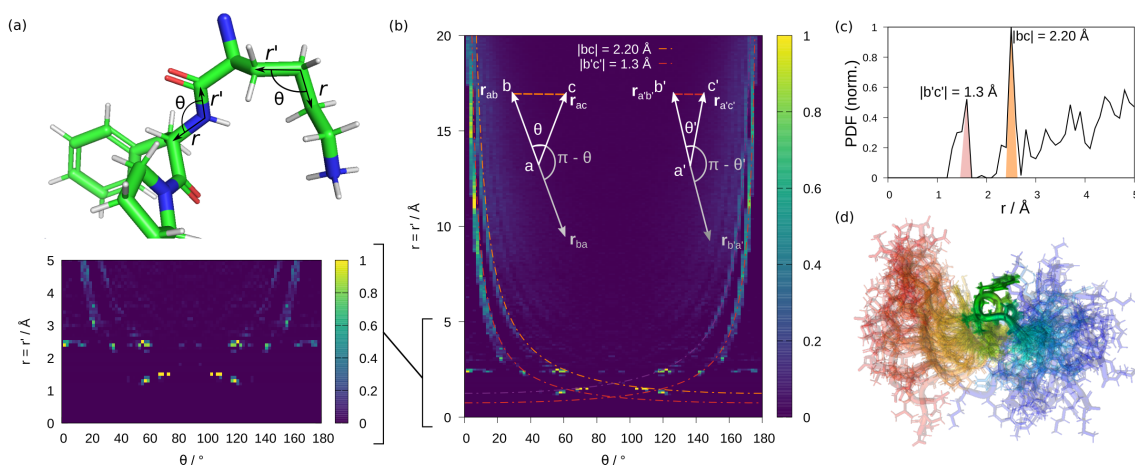 (a)
r'
θ
r
θ
r'
r
5
4
3
2
1
0
r = r' / Å
0 20 40 60 80 100 120 140 160 180
θ / °
1
0.8
0.6
0.4
0.2
0
(b)
20
15
10
5
0
r = r' / Å
|bc| = 2.20 Å
|b'c'| = 1.3 Å
b c
r_ab r_ac
θ
a π - θ
r_ba
b' c'
r_a'b' r_a'c'
θ'
a' π - θ'
r_b'a'
0 20 40 60 80 100 120 140 160 180
θ / °
1
0.8
0.6
0.4
0.2
0
(c)
1
0.8
0.6
0.4
0.2
0
PDF (norm.)
|bc| = 2.20 Å
|b'c'| = 1.3 Å
0 1 2 3 4 5
r / Å
(d)